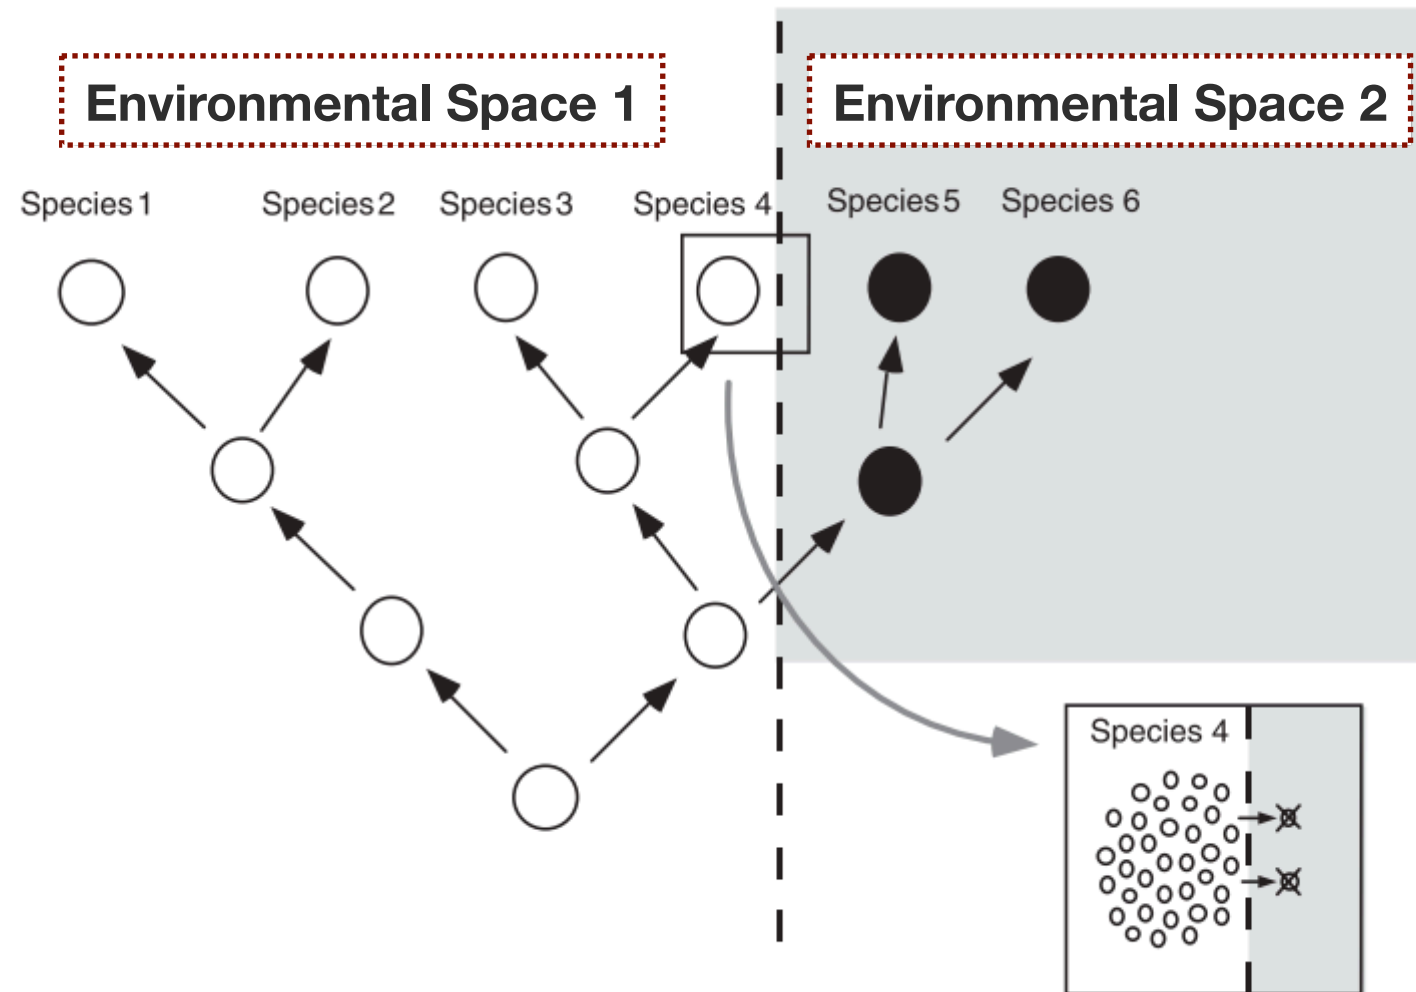 Environmental Space 1
Environmental Space 2
Species 1
Species 2
Species 3
Species 4
Species 5
Species 6
Species 4